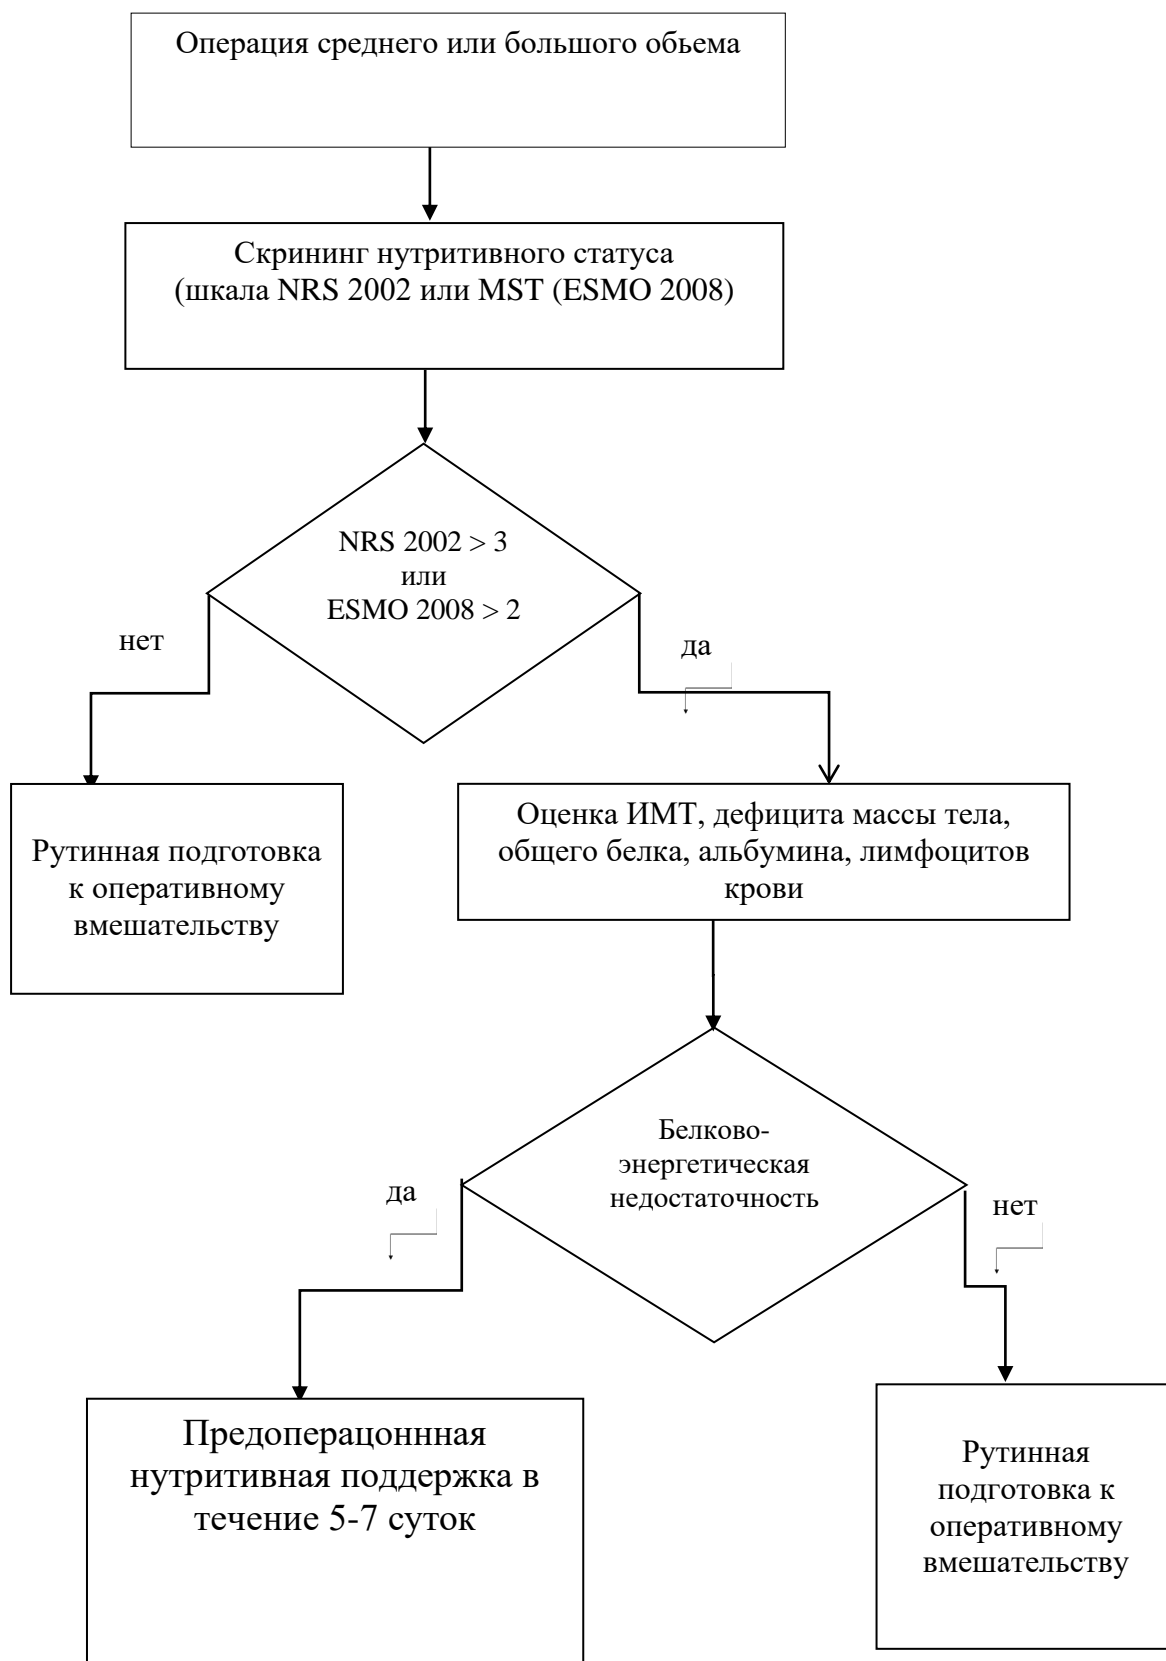 Операция среднего или большого обьема
Скрининг нутритивного статуса
(шкала NRS 2002 или MST (ESMO 2008)
NRS 2002 > 3
или
ESMO 2008 > 2
нет
да
Рутинная подготовка
к оперативному
вмешательству
Оценка ИМТ, дефицита массы тела,
общего белка, альбумина, лимфоцитов
крови
Белково-
энергетическая
недостаточность
да
нет
Предоперацоннная
нутритивная поддержка в
течение 5-7 суток
Рутинная
подготовка к
оперативному
вмешательству